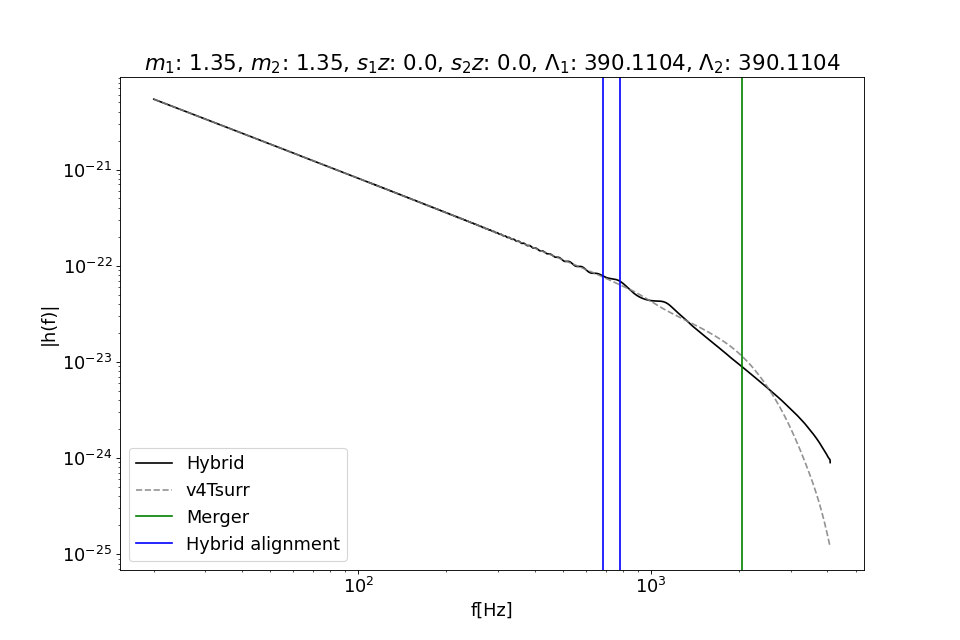 m₁: 1.35, m₂: 1.35, s₁z: 0.0, s₂z: 0.0, Λ₁: 390.1104, Λ₂: 390.1104
|h(f)|
10⁻²¹
10⁻²²
10⁻²³
10⁻²⁴
10⁻²⁵
Hybrid
v4Tsurr
Merger
Hybrid alignment
10² 10³
f[Hz]